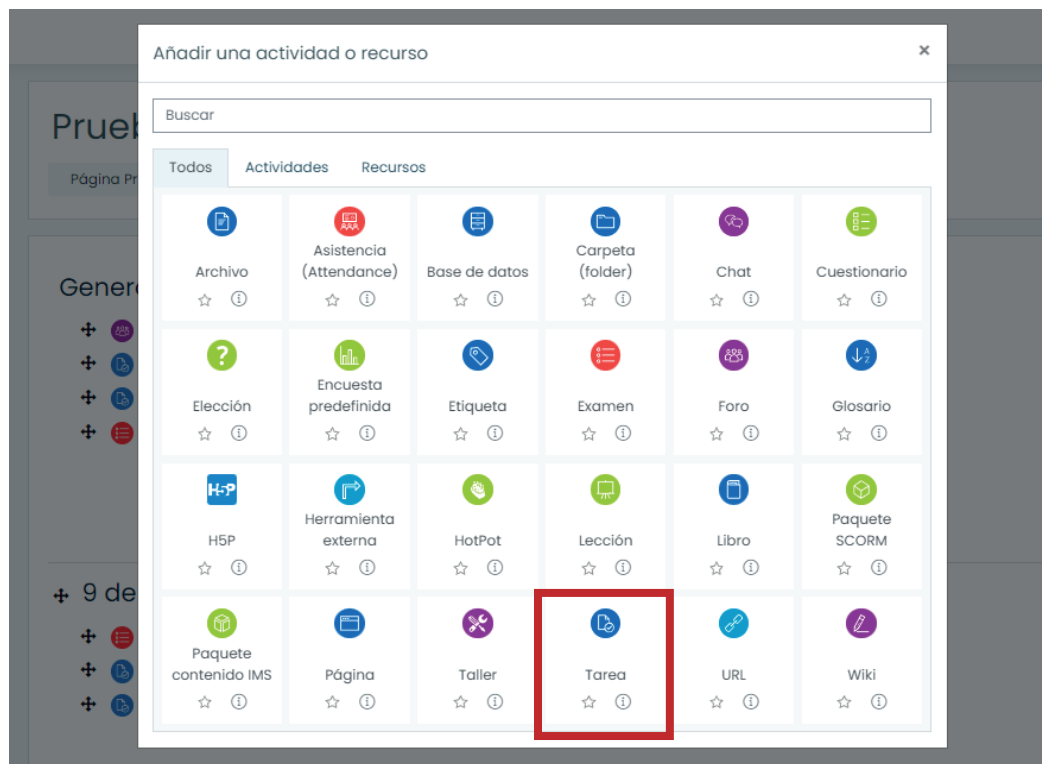 Añadir una actividad o recurso ×
Prueb
Buscar
Página Pr
Todos Actividades Recursos
Archivo
Asistencia
(Attendance)
Base de datos
Carpeta
(folder)
Chat
Cuestionario
Gener
?
Elección
Encuesta
predefinida
Etiqueta
Examen
Foro
A
Z
Glosario
H5P
H5P
Herramienta
externa
HotPot
Lección
Libro
Paquete
SCORM
9 de
Paquete
contenido IMS
Página
Taller
Tarea
URL
Wiki